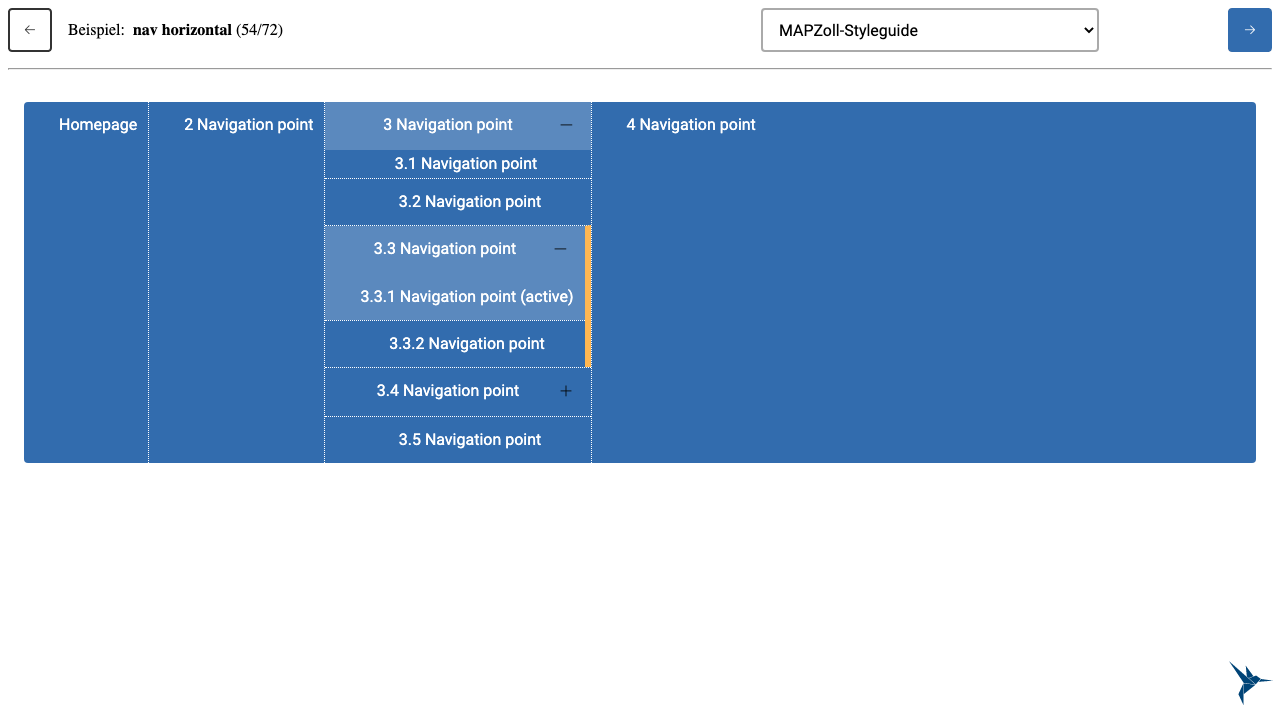 Beispiel: nav horizontal (54/72)
MAPZoll-Styleguide
Homepage
2 Navigation point
3 Navigation point
3.1 Navigation point
3.2 Navigation point
3.3 Navigation point
3.3.1 Navigation point (active)
3.3.2 Navigation point
3.4 Navigation point
3.5 Navigation point
4 Navigation point